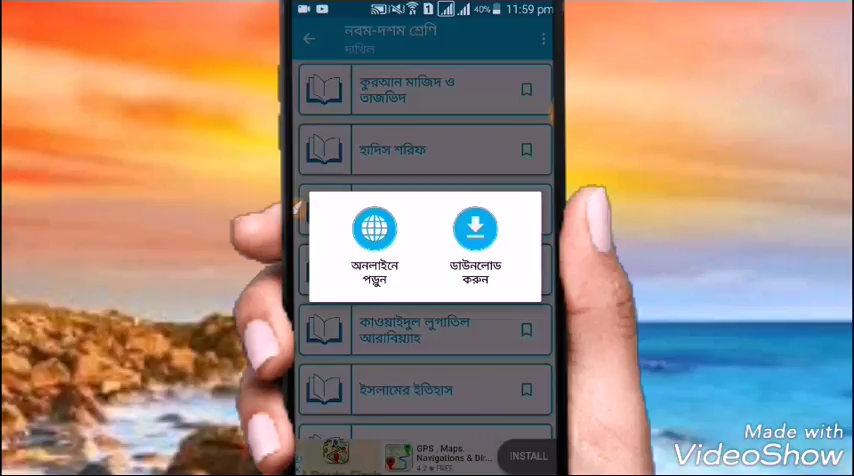 1 40% 11:59 pm
নবম-দশম শ্রেণি
দাখিল
কুরআন মাজিদ ও
তাজভিদ
হাদিস শরিফ
অনলাইনে
পড়ুন
ডাউনলোড
করুন
কাওয়াইদুল লুগাতিল
আরাবিয়্যাহ
ইসলামের ইতিহাস
GPS , Maps,
Navigations & Dir...
4.2 ★ FREE
INSTALL
Made with
VideoShow